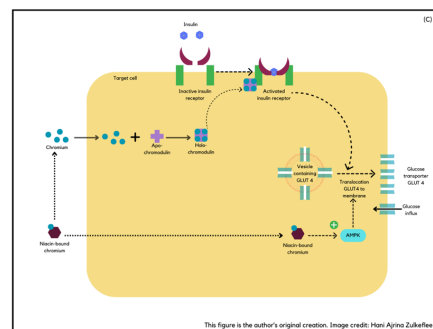 (C)
Insulin
Target cell
Inactive insulin
receptor
Activated
insulin receptor
Chromium
Apo-
chromodulin
Holo-
chromodulin
Vesicle
containing
GLUT 4
Translocation
GLUT4 to
membrane
Glucose
transporter
GLUT 4
Glucose
influx
Niacin-bound
chromium
Niacin-bound
chromium
AMPK
This figure is the author's original creation. Image credit: Hani Ajrina Zulkeflee